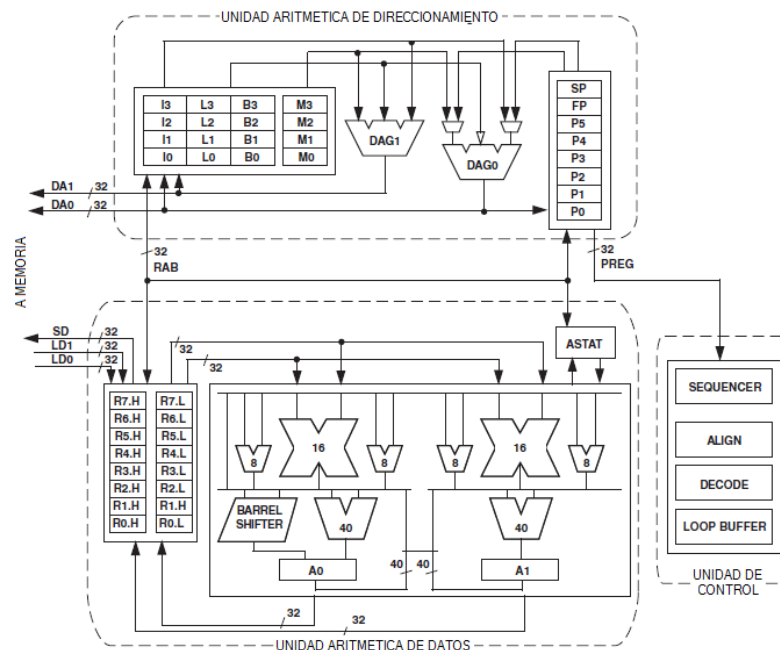 UNIDAD ARITMETICA DE DIRECCIONAMIENTO
I3 L3 B3 M3
I2 L2 B2 M2
I1 L1 B1 M1
I0 L0 B0 M0
DAG1
DAG0
SP
FP
P5
P4
P3
P2
P1
P0
DA1 32
DA0 32
32
RAB
32
PREG
A MEMORIA
SD 32
LD1 32
LD0 32
32
32
ASTAT
R7.H R7.L
R6.H R6.L
R5.H R5.L
R4.H R4.L
R3.H R3.L
R2.H R2.L
R1.H R1.H
R0.H R0.L
8 16 8 8 16 8
BARREL
SHIFTER
40
40
A0
40 40
A1
32
32
UNIDAD ARITMETICA DE DATOS
SEQUENCER
ALIGN
DECODE
LOOP BUFFER
UNIDAD DE
CONTROL